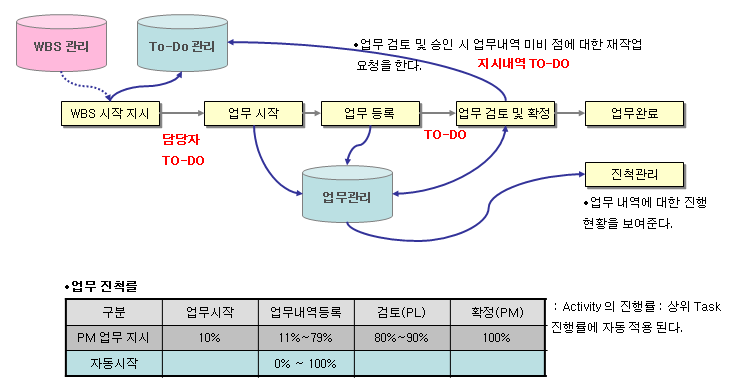 WBS 관리
To-Do 관리
•업무 검토 및 승인 시 업무내역 미비 점에 대한 재작업
요청을 한다.
지시내역 TO-DO
WBS 시작 지시
업무 시작
업무 등록
업무 검토 및 확정
업무완료
담당자
TO-DO
TO-DO
업무관리
진척관리
•업무 내역에 대한 진행
현황을 보여준다.
•업무 진척률
구분 업무시작 업무내역등록 검토(PL) 확정(PM)
PM 업무 지시 10% 11%~79% 80%~90% 100%
자동시작 0% ~ 100%
: Activity 의 진행률 : 상위 Task
진행률에 자동 적용 된다.